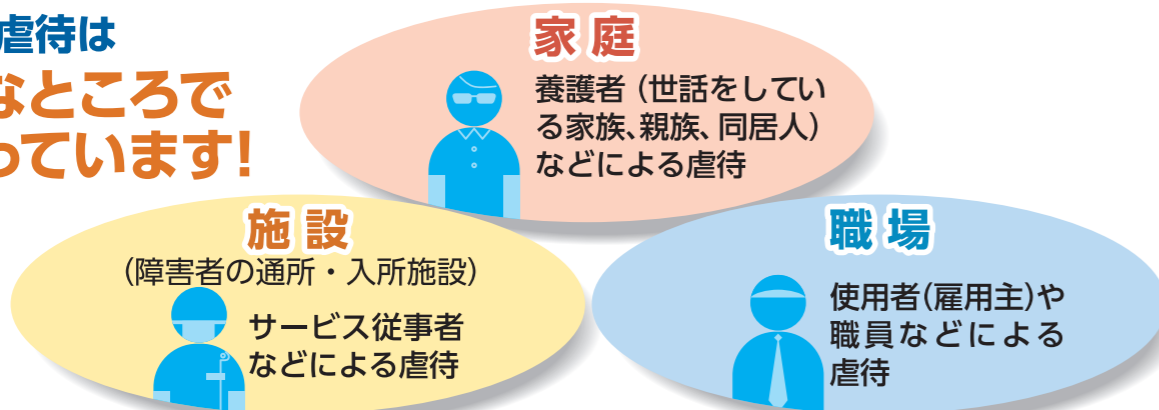 虐待は
なところで
っています!
家庭
養護者（世話をしてい
る家族、親族、同居人）
などによる虐待
施設
（障害者の通所・入所施設）
サービス従事者
などによる虐待
職場
使用者(雇用主)や
職員などによる
虐待